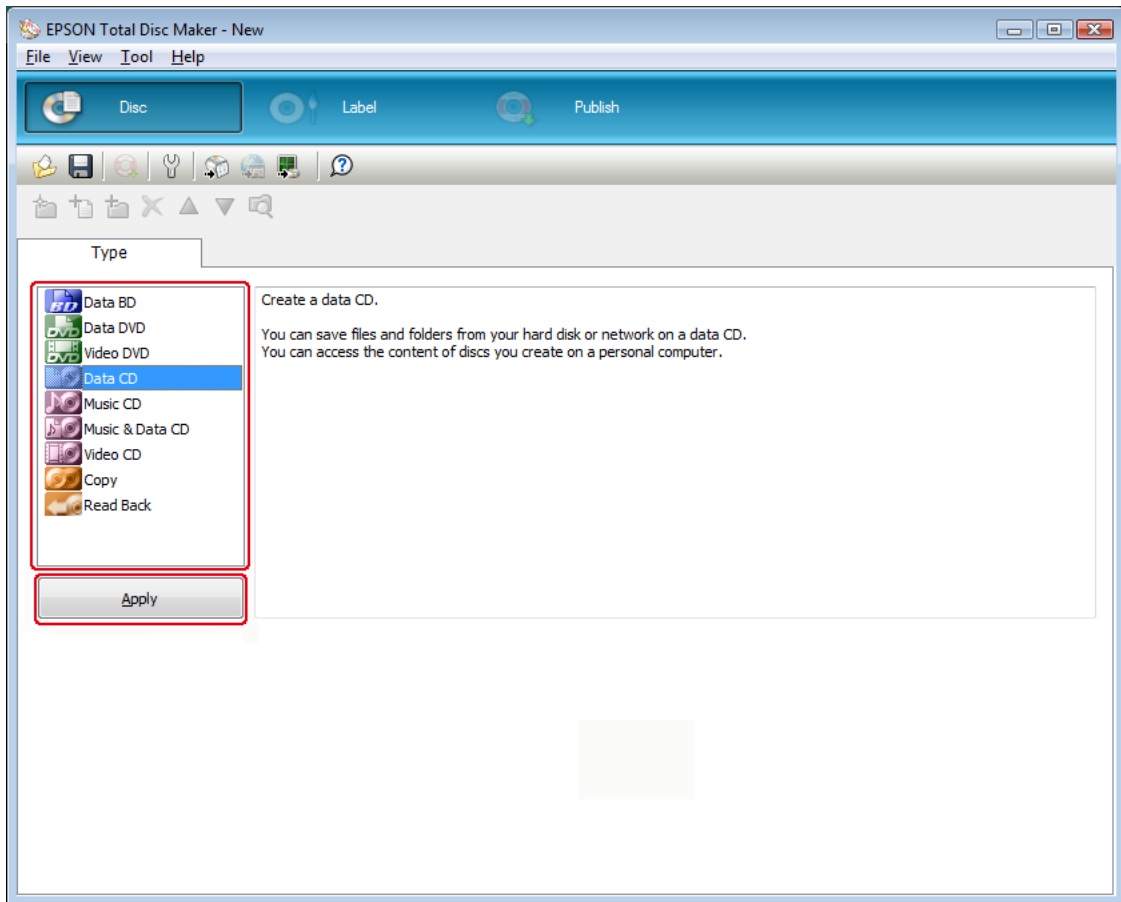 EPSON Total Disc Maker - New
File View Tool Help
Disc Label Publish
Type
BD Data BD
DVD Data DVD
DVD Video DVD
Data CD
Music CD
Music & Data CD
Video CD
Copy
Read Back
Apply
Create a data CD.
You can save files and folders from your hard disk or network on a data CD.
You can access the content of discs you create on a personal computer.